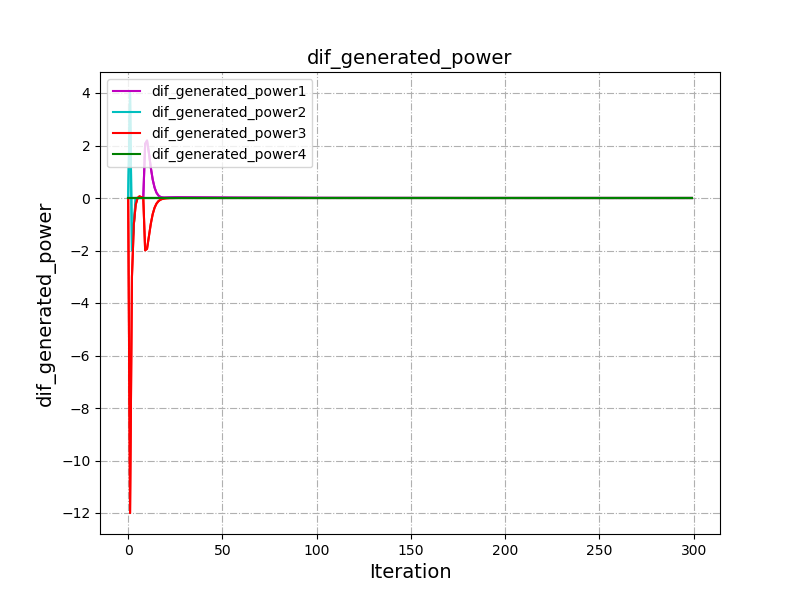 dif_generated_power
dif_generated_power1
dif_generated_power2
dif_generated_power3
dif_generated_power4
dif_generated_power
4
2
0
−2
−4
−6
−8
−10
−12
0 50 100 150 200 250 300
Iteration